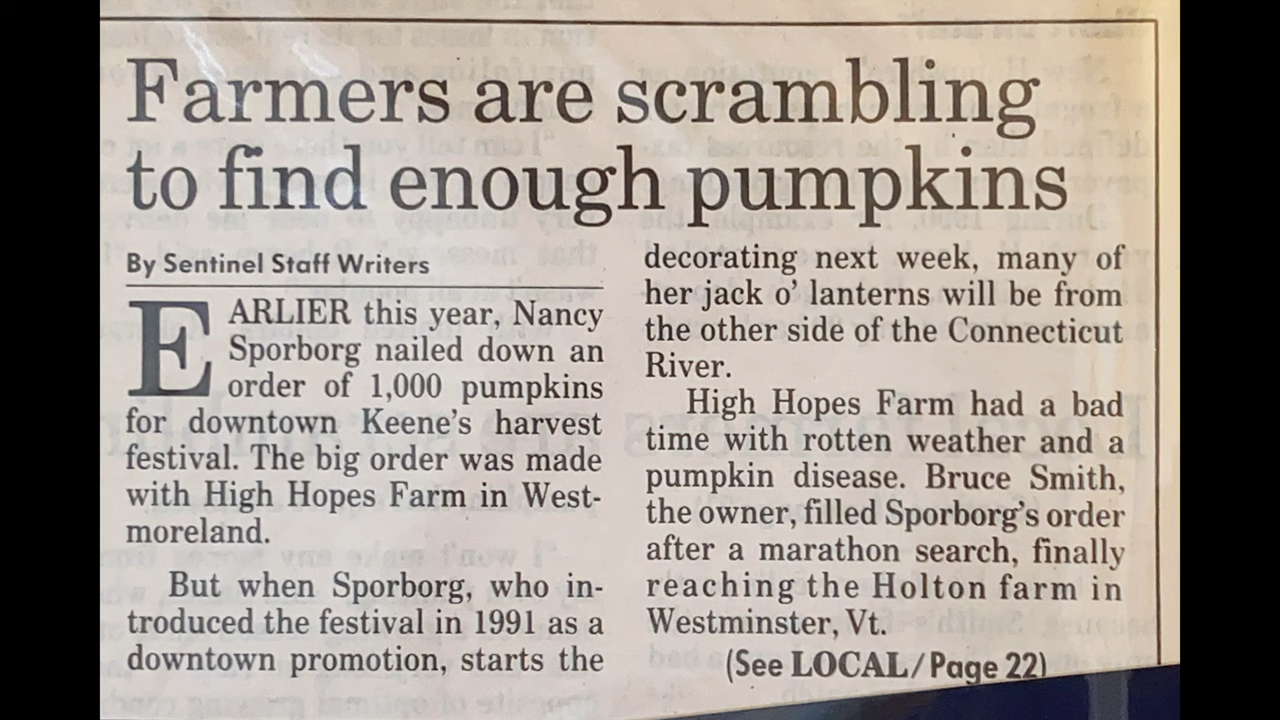 Farmers are scrambling
to find enough pumpkins
By Sentinel Staff Writers
EARLIER this year, Nancy
Sporborg nailed down an
order of 1,000 pumpkins
for downtown Keene's harvest
festival. The big order was made
with High Hopes Farm in West-
moreland.
But when Sporborg, who in-
troduced the festival in 1991 as a
downtown promotion, starts the
decorating next week, many of
her jack o' lanterns will be from
the other side of the Connecticut
River.
High Hopes Farm had a bad
time with rotten weather and a
pumpkin disease. Bruce Smith,
the owner, filled Sporborg's order
after a marathon search, finally
reaching the Holton farm in
Westminster, Vt.
(See LOCAL/Page 22)